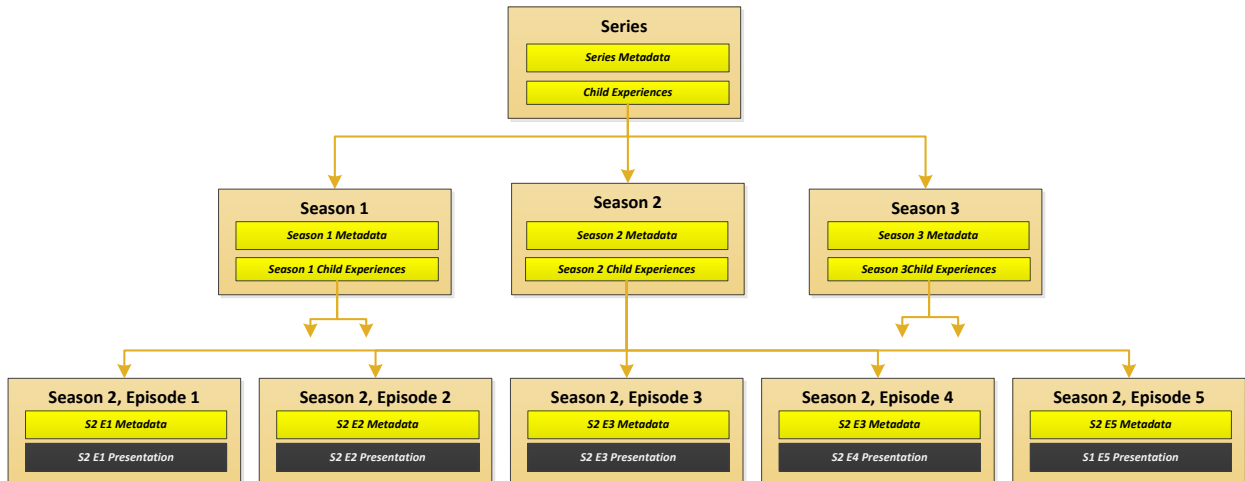 Series
Series Metadata
Child Experiences
Season 1
Season 1 Metadata
Season 1 Child Experiences
Season 2
Season 2 Metadata
Season 2 Child Experiences
Season 3
Season 3 Metadata
Season 3Child Experiences
Season 2, Episode 1
S2 E1 Metadata
S2 E1 Presentation
Season 2, Episode 2
S2 E2 Metadata
S2 E2 Presentation
Season 2, Episode 3
S2 E3 Metadata
S2 E3 Presentation
Season 2, Episode 4
S2 E3 Metadata
S2 E4 Presentation
Season 2, Episode 5
S2 E5 Metadata
S1 E5 Presentation